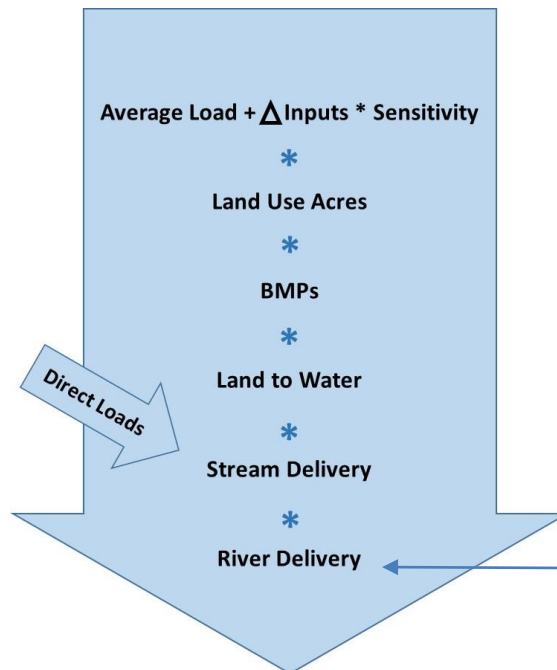 Average Load + Δ Inputs * Sensitivity
*
Land Use Acres
*
BMPs
*
Land to Water
Direct Loads
*
Stream Delivery
*
River Delivery